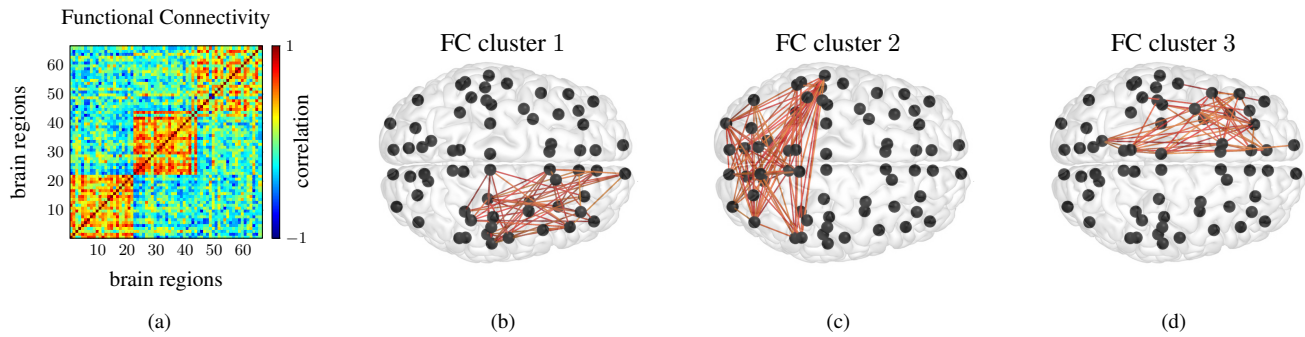 Functional Connectivity
brain regions
60
50
40
30
20
10
10 20 30 40 50 60
brain regions
1
−1
correlation
(a)
FC cluster 1
(b)
FC cluster 2
(c)
FC cluster 3
(d)